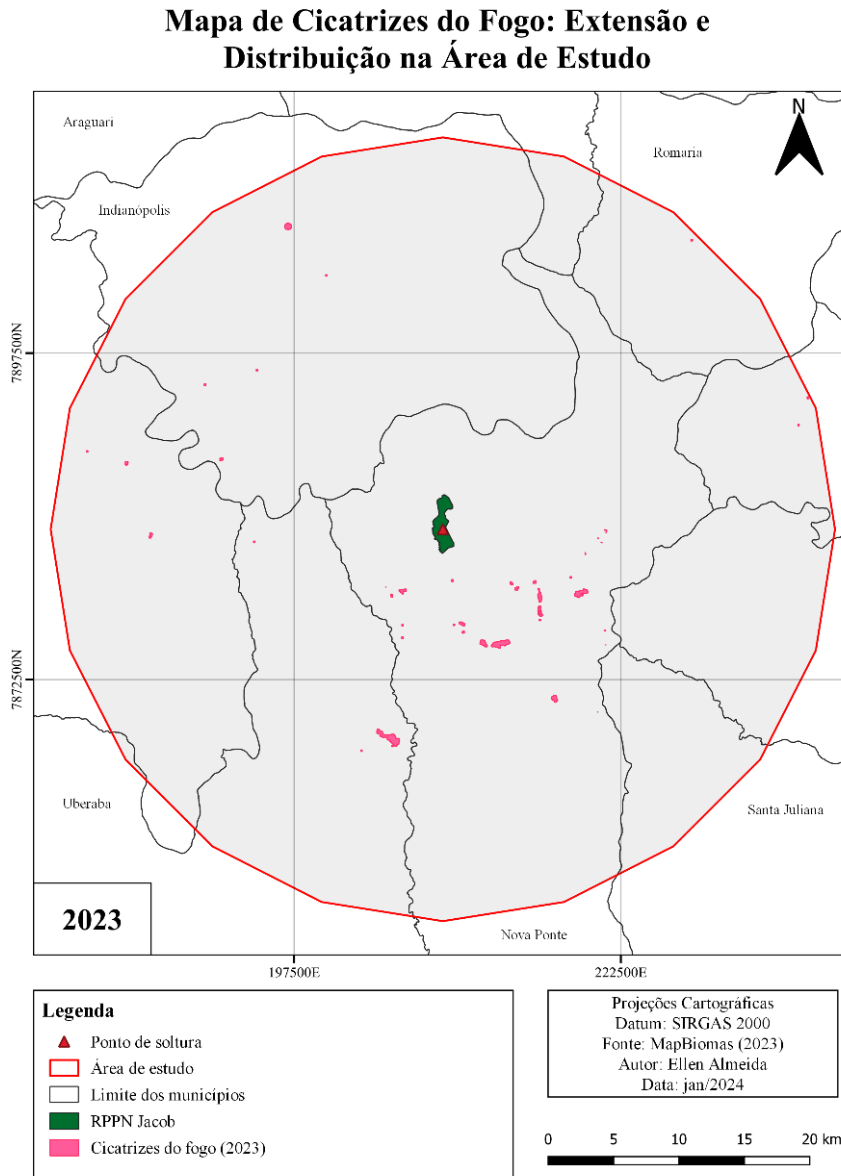 Mapa de Cicatrizes do Fogo: Extensão e
Distribuição na Área de Estudo
N
Araguari
Romaria
Indianópolis
7897500N
7872500N
Uberaba
Santa Juliana
2023
Nova Ponte
197500E
222500E
Legenda
Ponto de soltura
Área de estudo
Limite dos municípios
RPPN Jacob
Cicatrizes do fogo (2023)
Projeções Cartográficas
Datum: SIRGAS 2000
Fonte: MapBiomas (2023)
Autor: Ellen Almeida
Data: jan/2024
0 5 10 15 20 km